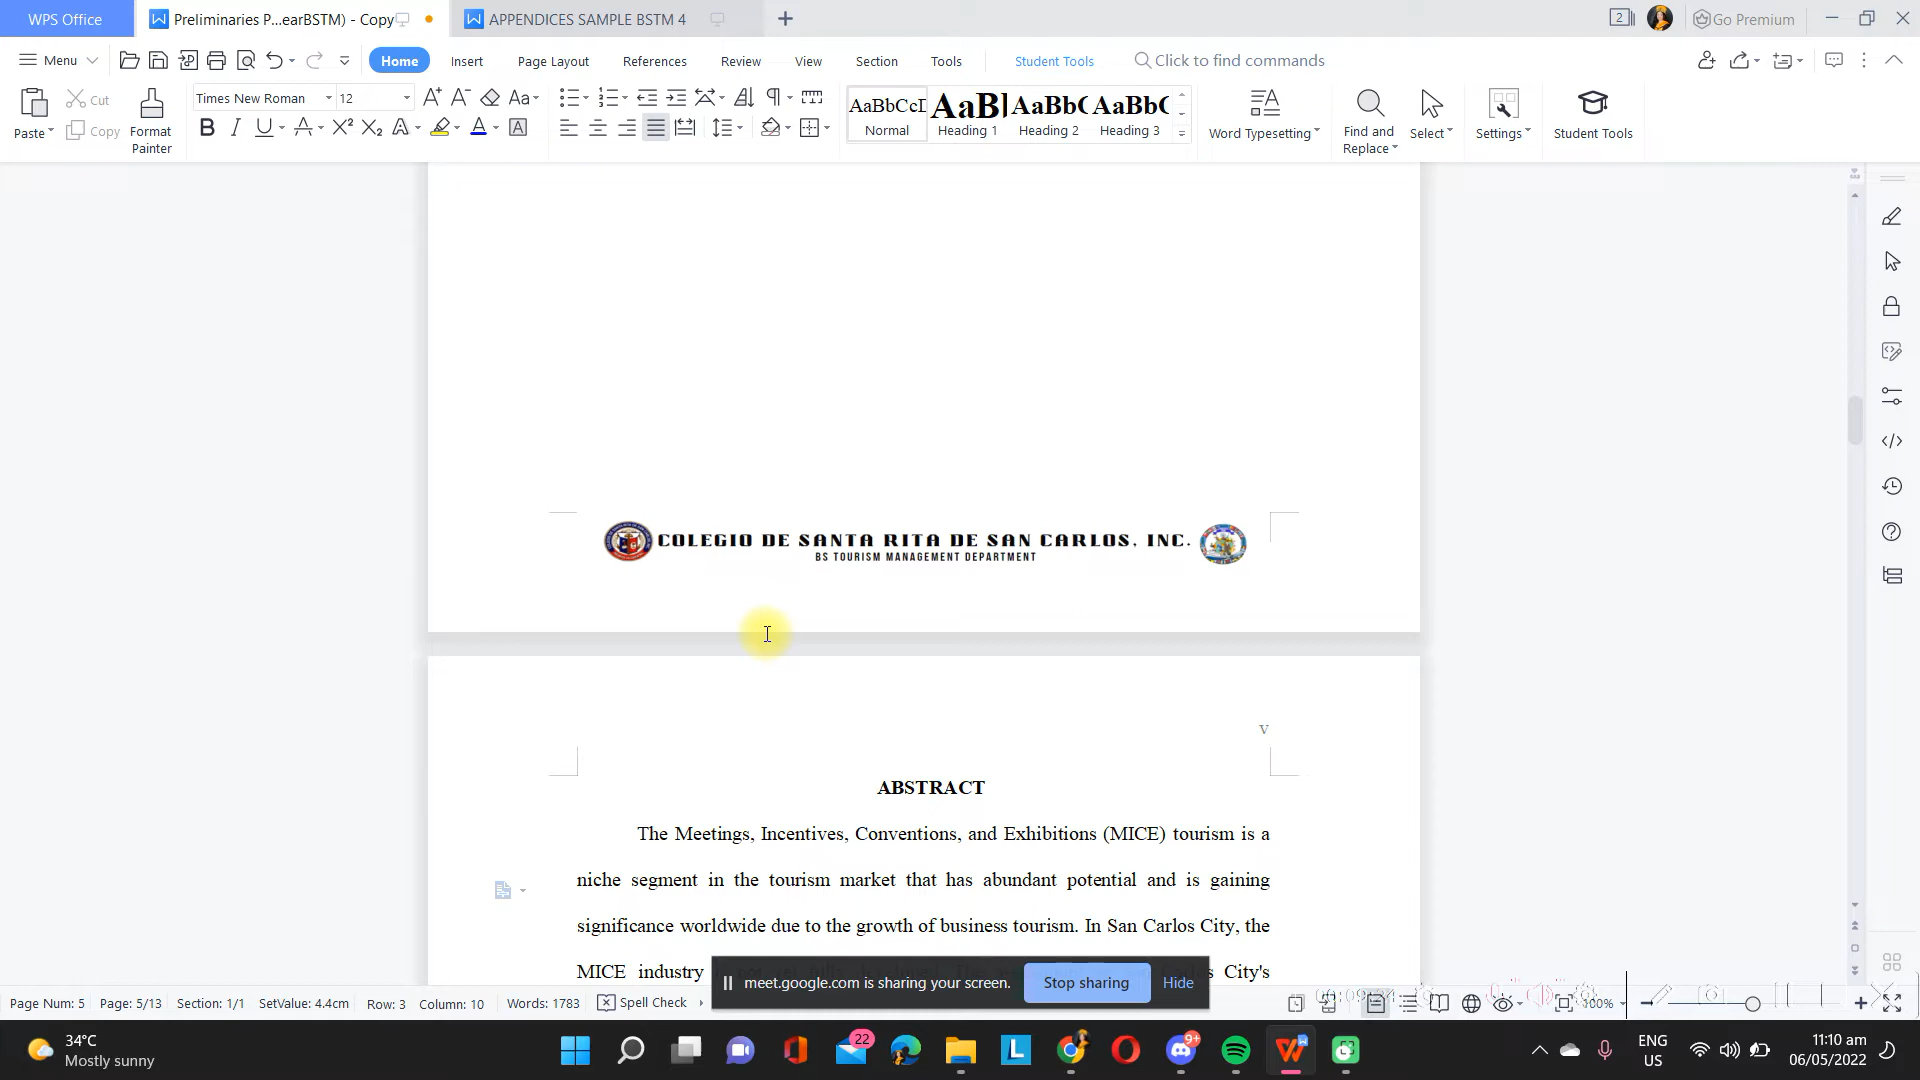 WPS Office
Preliminaries P...earBSTM) - Copy
APPENDICES SAMPLE BSTM 4
2
Go Premium
Menu
Home
Insert
Page Layout
References
Review
View
Section
Tools
Student Tools
Click to find commands
Paste
Cut
Copy
Format
Painter
Times New Roman
12
AaBbCcD
Normal
AaB
Heading 1
AaBb
Heading 2
AaBb
Heading 3
Word Typesetting
Find and
Replace
Select
Settings
Student Tools
COLEGIO DE SANTA RITA DE SAN CARLOS, INC.
BS TOURISM MANAGEMENT DEPARTMENT
v
ABSTRACT
The Meetings, Incentives, Conventions, and Exhibitions (MICE) tourism is a
niche segment in the tourism market that has abundant potential and is gaining
significance worldwide due to the growth of business tourism. In San Carlos City, the
MICE industry
City's
meet.google.com is sharing your screen.
Stop sharing
Hide
Page Num: 5
Page: 5/13
Section: 1/1
SetValue: 4.4cm
Row: 3
Column: 10
Words: 1783
Spell Check
100%
34°C
Mostly sunny
22
9+
ENG
US
11:10 am
06/05/2022